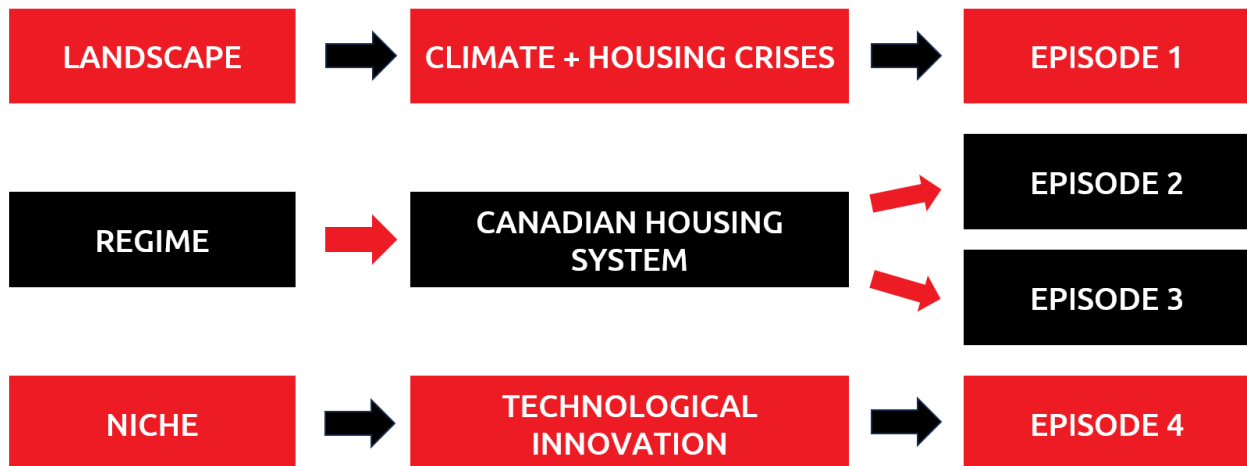 LANDSCAPE
CLIMATE + HOUSING CRISES
EPISODE 1
REGIME
CANADIAN HOUSING
SYSTEM
EPISODE 2
EPISODE 3
NICHE
TECHNOLOGICAL
INNOVATION
EPISODE 4